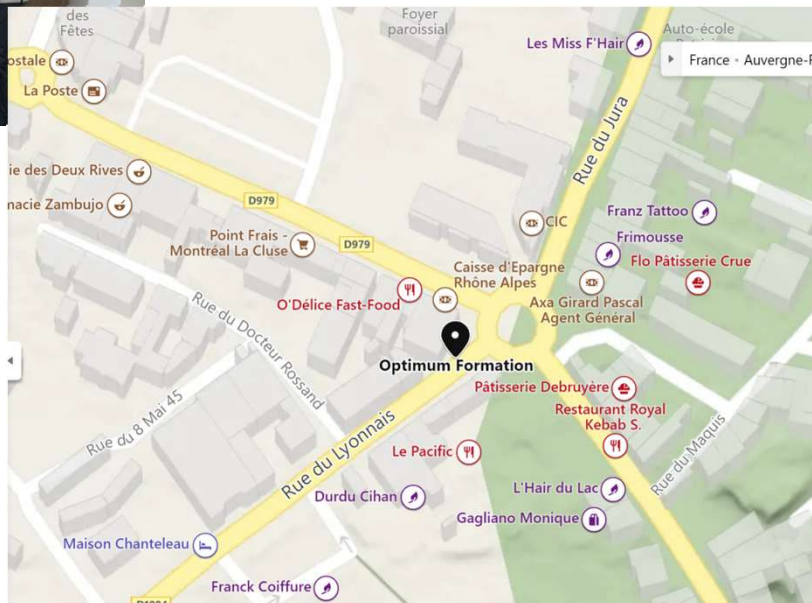 des
Fêtes
Foyer
paroissial
Les Miss F'Hair
Auto-école
France • Auvergne-
ostale
La Poste
Rue du Jura
ie des Deux Rives
macie Zambujo
D979
D979
Point Frais -
Montréal La Cluse
CIC
Franz Tattoo
Frimousse
Flo Pâtisserie Crue
Caisse d'Epargne
Rhône Alpes
O'Délice Fast-Food
Axa Girard Pascal
Agent Général
Rue du Docteur Rossand
Optimum Formation
Pâtisserie Debruyère
Restaurant Royal
Kebab S.
Rue du 8 Mai 45
Rue du Lyonnais
Le Pacific
Rue du Maquis
Durdu Cihan
L'Hair du Lac
Gagliano Monique
Maison Chanteleau
Franck Coiffure